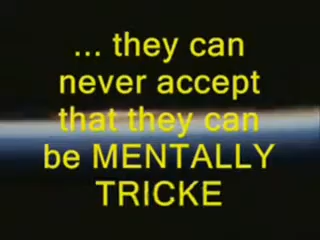 ... they can
never accept
that they can
be MENTALLY
TRICKE